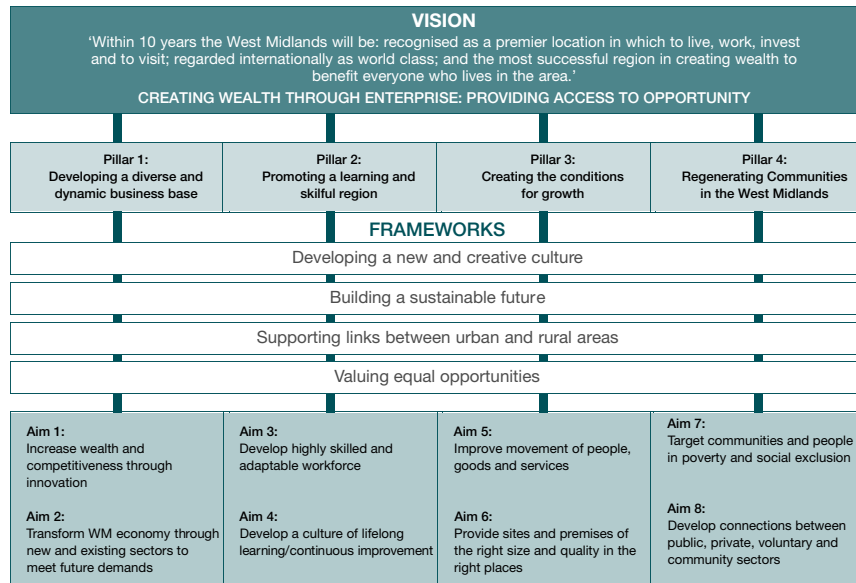 VISION
‘Within 10 years the West Midlands will be: recognised as a premier location in which to live, work, invest
and to visit; regarded internationally as world class; and the most successful region in creating wealth to
benefit everyone who lives in the area.’
CREATING WEALTH THROUGH ENTERPRISE: PROVIDING ACCESS TO OPPORTUNITY
Pillar 1:
Developing a diverse and
dynamic business base
Pillar 2:
Promoting a learning and
skilful region
Pillar 3:
Creating the conditions
for growth
Pillar 4:
Regenerating Communities
in the West Midlands
FRAMEWORKS
Developing a new and creative culture
Building a sustainable future
Supporting links between urban and rural areas
Valuing equal opportunities
Aim 1:
Increase wealth and
competitiveness through
innovation
Aim 2:
Transform WM economy through
new and existing sectors to
meet future demands
Aim 3:
Develop highly skilled and
adaptable workforce
Aim 4:
Develop a culture of lifelong
learning/continuous improvement
Aim 5:
Improve movement of people,
goods and services
Aim 6:
Provide sites and premises of
the right size and quality in the
right places
Aim 7:
Target communities and people
in poverty and social exclusion
Aim 8:
Develop connections between
public, private, voluntary and
community sectors